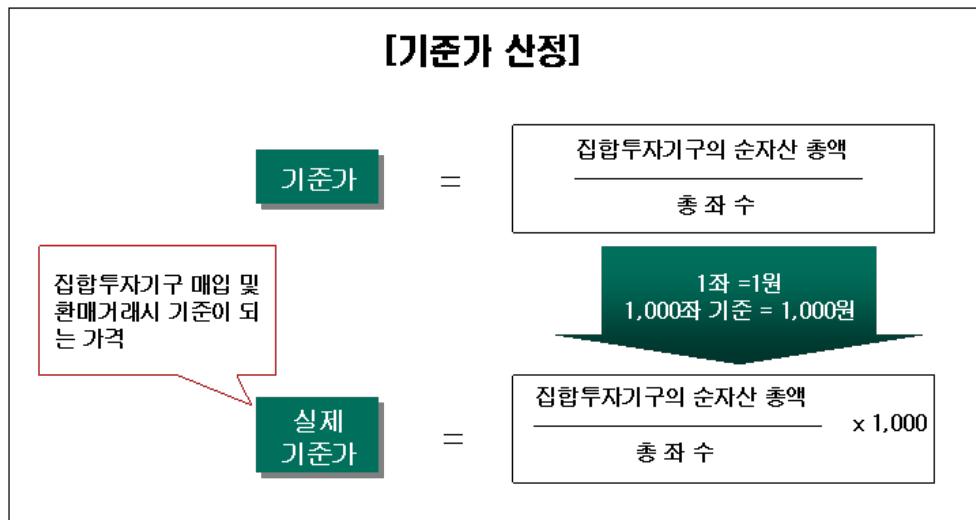 [기준가 산정]
기준가
=
집합투자기구의 순자산 총액
총 좌 수
집합투자기구 매입 및
환매거래시 기준이 되
는 가격
1좌 =1원
1,000좌 기준 = 1,000원
실제
기준가
=
집합투자기구의 순자산 총액
총 좌 수
x 1,000